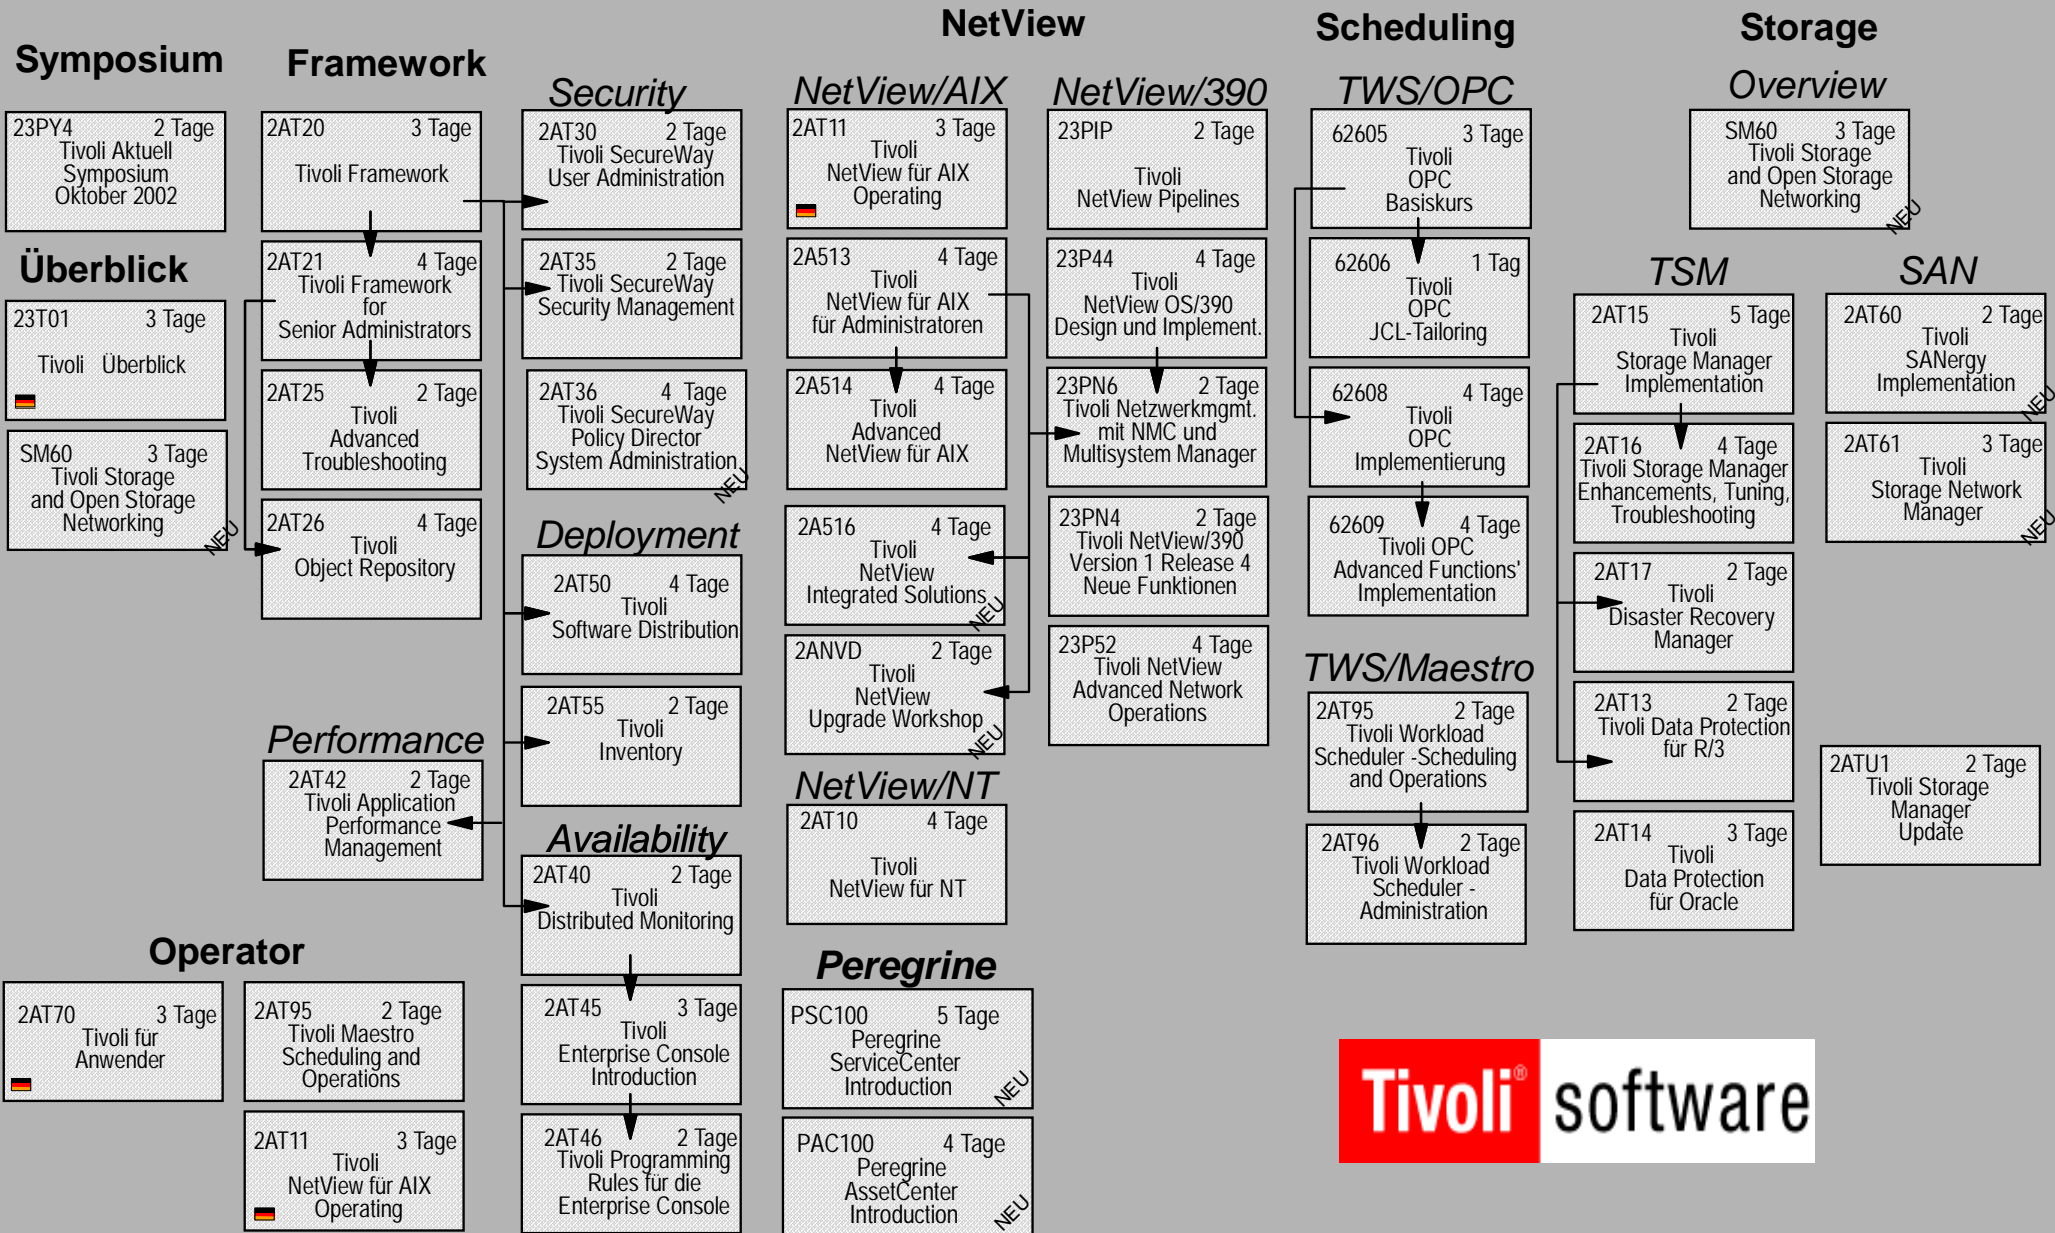 Symposium
23PY4 2 Tage
Tivoli Aktuell
Symposium
Oktober 2002
Überblick
23T01 3 Tage
Tivoli Überblick
SM60 3 Tage
Tivoli Storage
and Open Storage
Networking
NEU
Framework
2AT20 3 Tage
Tivoli Framework
2AT21 4 Tage
Tivoli Framework
for
Senior Administrators
2AT25 2 Tage
Tivoli
Advanced
Troubleshooting
2AT26 4 Tage
Tivoli
Object Repository
Performance
2AT42 2 Tage
Tivoli Application
Performance
Management
Security
2AT30 2 Tage
Tivoli SecureWay
User Administration
2AT35 2 Tage
Tivoli SecureWay
Security Management
2AT36 4 Tage
Tivoli SecureWay
Policy Director
System Administration
NEU
Deployment
2AT50 4 Tage
Tivoli
Software Distribution
2AT55 2 Tage
Tivoli
Inventory
Availability
2AT40 2 Tage
Tivoli
Distributed Monitoring
2AT45 3 Tage
Tivoli
Enterprise Console
Introduction
2AT46 2 Tage
Tivoli Programming
Rules für die
Enterprise Console
Operator
2AT70 3 Tage
Tivoli für
Anwender
2AT95 2 Tage
Tivoli Maestro
Scheduling and
Operations
2AT11 3 Tage
Tivoli
NetView für AIX
Operating
NetView
NetView/AIX
2AT11 3 Tage
Tivoli
NetView für AIX
Operating
2A513 4 Tage
Tivoli
NetView für AIX
für Administratoren
2A514 4 Tage
Tivoli
Advanced
NetView für AIX
2A516 4 Tage
Tivoli
NetView
Integrated Solutions
NEU
2ANVD 2 Tage
Tivoli
NetView
Upgrade Workshop
NEU
NetView/NT
2AT10 4 Tage
Tivoli
NetView für NT
Peregrine
PSC100 5 Tage
Peregrine
ServiceCenter
Introduction
NEU
PAC100 4 Tage
Peregrine
AssetCenter
Introduction
NEU
NetView/390
23PIP 2 Tage
Tivoli
NetView Pipelines
23P44 4 Tage
Tivoli
NetView OS/390
Design und Implement.
23PN6 2 Tage
Tivoli Netzwerkmgmt.
mit NMC und
Multisystem Manager
23PN4 2 Tage
Tivoli NetView/390
Version 1 Release 4
Neue Funktionen
23P52 4 Tage
Tivoli NetView
Advanced Network
Operations
Scheduling
TWS/OPC
62605 3 Tage
Tivoli
OPC
Basiskurs
62606 1 Tag
Tivoli
OPC
JCL-Tailoring
62608 4 Tage
Tivoli
OPC
Implementierung
62609 4 Tage
Tivoli OPC
Advanced Functions'
Implementation
TWS/Maestro
2AT95 2 Tage
Tivoli Workload
Scheduler -Scheduling
and Operations
2AT96 2 Tage
Tivoli Workload
Scheduler -
Administration
Storage
Overview
SM60 3 Tage
Tivoli Storage
and Open Storage
Networking
NEU
TSM
2AT15 5 Tage
Tivoli
Storage Manager
Implementation
2AT16 4 Tage
Tivoli Storage Manager
Enhancements, Tuning,
Troubleshooting
2AT17 2 Tage
Tivoli
Disaster Recovery
Manager
2AT13 2 Tage
Tivoli Data Protection
für R/3
2AT14 3 Tage
Tivoli
Data Protection
für Oracle
SAN
2AT60 2 Tage
Tivoli
SANergy
Implementation
NEU
2AT61 3 Tage
Tivoli
Storage Network
Manager
NEU
2ATU1 2 Tage
Tivoli Storage
Manager
Update
Tivoli® software